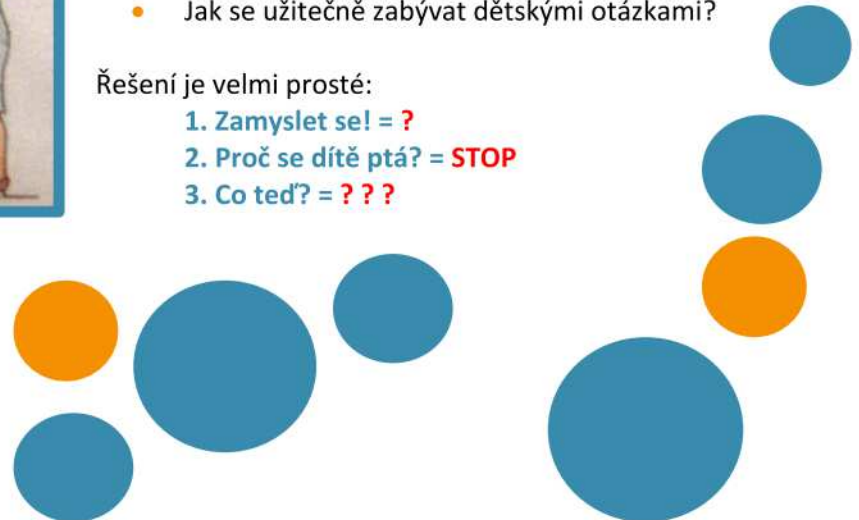 • Jak se užitečně zabývat dětskými otázkami?
Řešení je velmi prosté:
1. Zamyslet se! = ?
2. Proč se dítě ptá? = STOP
3. Co teď? = ? ? ?